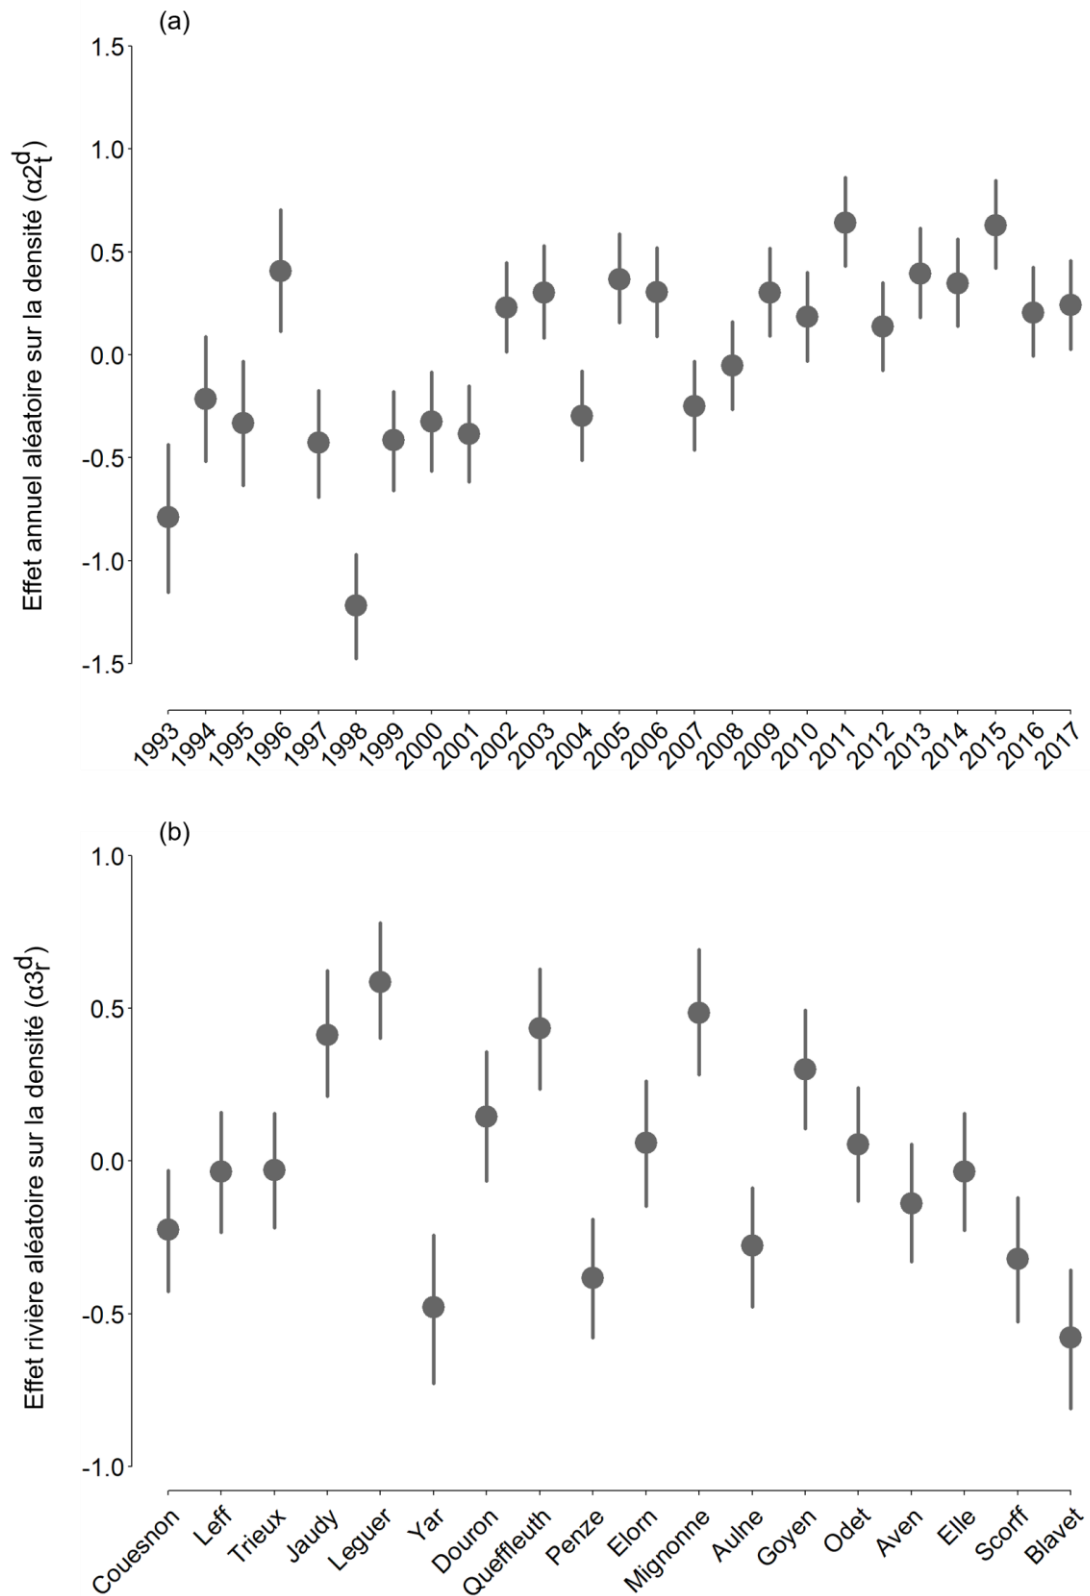 (a)
Effet annuel aléatoire sur la densité (α2dt)
1.5
1.0
0.5
0.0
-0.5
-1.0
-1.5
1993
1994
1995
1996
1997
1998
1999
2000
2001
2002
2003
2004
2005
2006
2007
2008
2009
2010
2011
2012
2013
2014
2015
2016
2017
(b)
Effet rivière aléatoire sur la densité (α3dr)
1.0
0.5
0.0
-0.5
-1.0
Couesnon
Leff
Trieux
Jaudy
Leguer
Yar
Douron
Queffleuth
Penze
Elorn
Mignonne
Aulne
Goyen
Odet
Aven
Elle
Scorff
Blavet